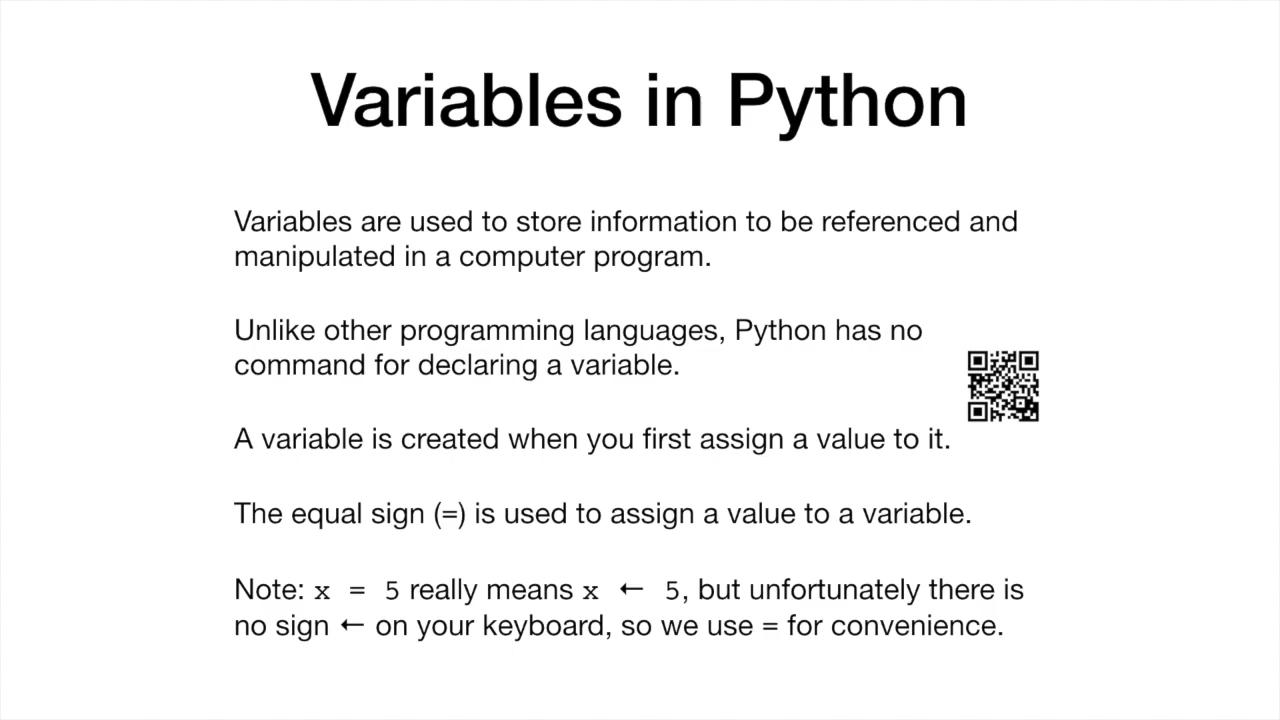 Variables in Python
Variables are used to store information to be referenced and
manipulated in a computer program.
Unlike other programming languages, Python has no
command for declaring a variable.
A variable is created when you first assign a value to it.
The equal sign (=) is used to assign a value to a variable.
Note: x = 5 really means x ← 5, but unfortunately there is
no sign ← on your keyboard, so we use = for convenience.